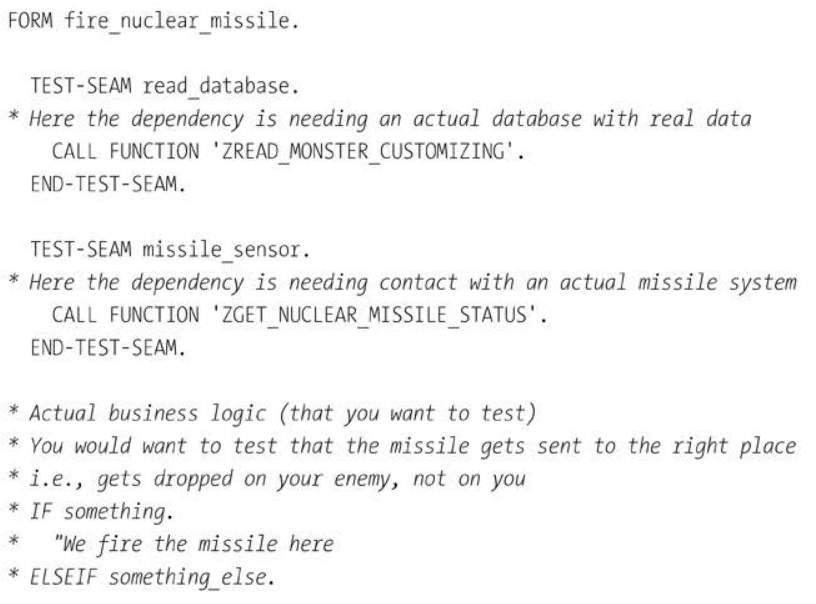 FORM fire_nuclear_missile.
TEST-SEAM read_database.
* Here the dependency is needing an actual database with real data
CALL FUNCTION 'ZREAD_MONSTER_CUSTOMIZING'.
END-TEST-SEAM.
TEST-SEAM missile_sensor.
* Here the dependency is needing contact with an actual missile system
CALL FUNCTION 'ZGET_NUCLEAR_MISSILE_STATUS'.
END-TEST-SEAM.
* Actual business logic (that you want to test)
* You would want to test that the missile gets sent to the right place
* i.e., gets dropped on your enemy, not on you
* IF something.
*   "We fire the missile here
* ELSEIF something_else.